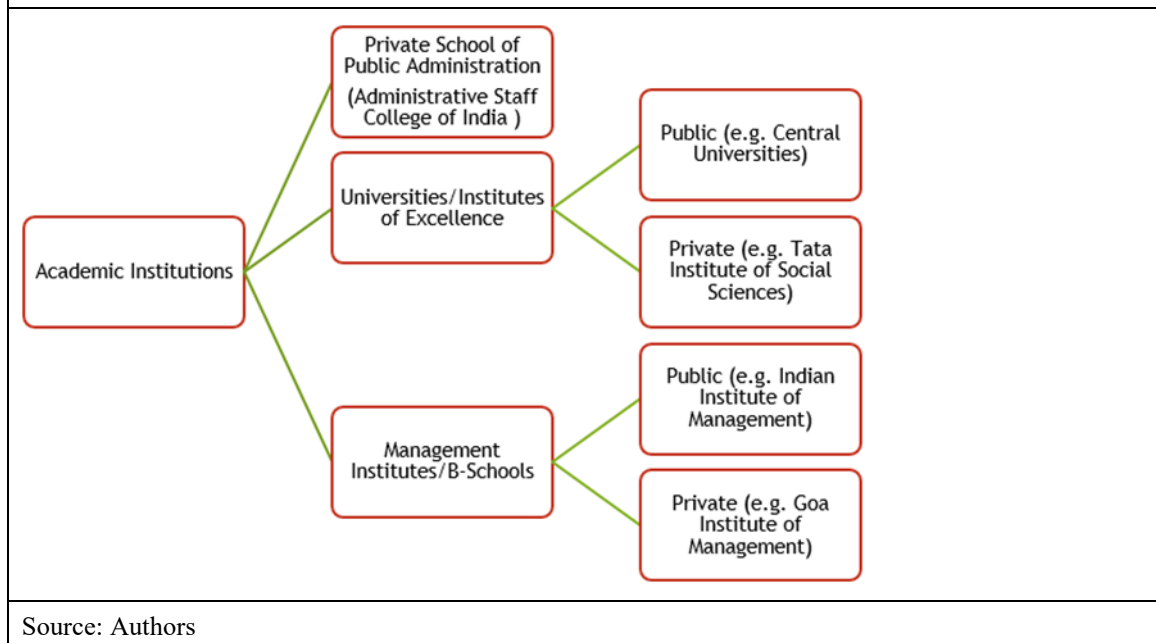 Private School of
Public Administration
(Administrative Staff
College of India )
Public (e.g. Central
Universities)
Universities/Institutes
of Excellence
Private (e.g. Tata
Institute of Social
Sciences)
Academic Institutions
Public (e.g. Indian
Institute of
Management)
Management
Institutes/B-Schools
Private (e.g. Goa
Institute of
Management)
Source: Authors